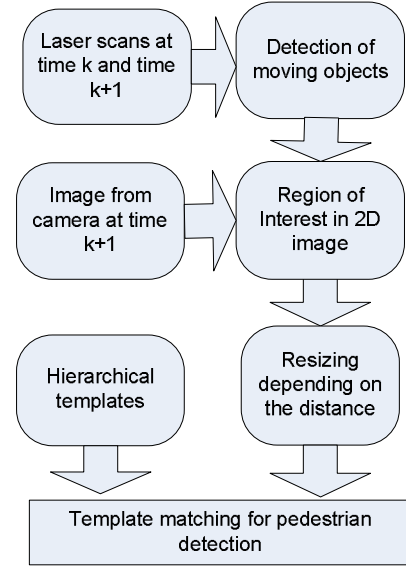 Laser scans at
time k and time
k+1
Detection of
moving objects
Image from
camera at time
k+1
Region of
Interest in 2D
image
Hierarchical
templates
Resizing
depending on
the distance
Template matching for pedestrian
detection